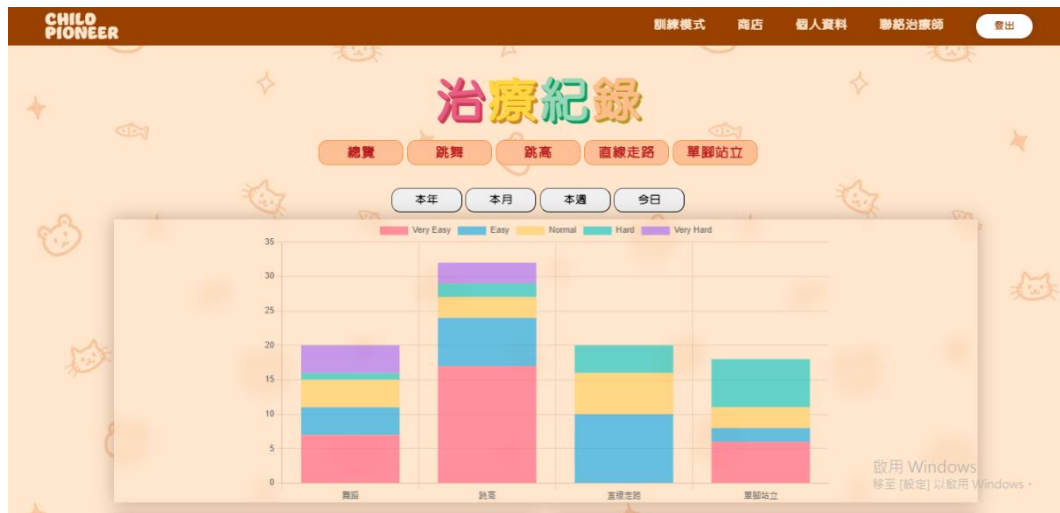 CHILD
PIONEER
訓練模式 商店 個人資料 聯絡治療師 登出
治療紀錄
總覽 跳舞 跳高 直線走路 單腳站立
本年 本月 本週 今日
Very Easy Easy Normal Hard Very Hard
35
30
25
20
15
10
5
0
舞蹈 跳高 直線走路 單腳站立
啟用 Windows
移至 [設定] 以啟用 Windows。